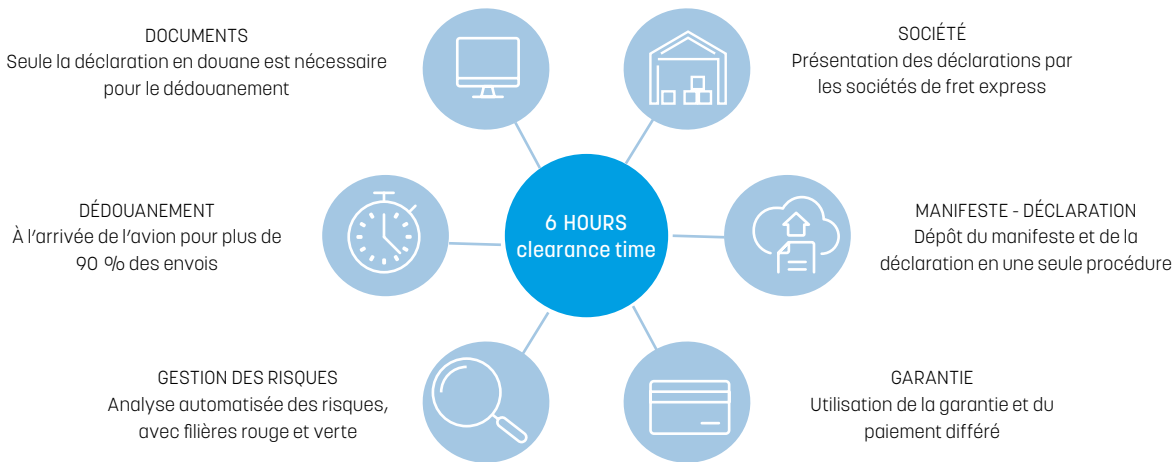 DOCUMENTS
Seule la déclaration en douane est nécessaire
pour le dédouanement
SOCIÉTÉ
Présentation des déclarations par
les sociétés de fret express
DÉDOUANEMENT
À l'arrivée de l'avion pour plus de
90 % des envois
6 HOURS
clearance time
MANIFESTE - DÉCLARATION
Dépôt du manifeste et de la
déclaration en une seule procédure
GESTION DES RISQUES
Analyse automatisée des risques,
avec filières rouge et verte
GARANTIE
Utilisation de la garantie et du
paiement différé